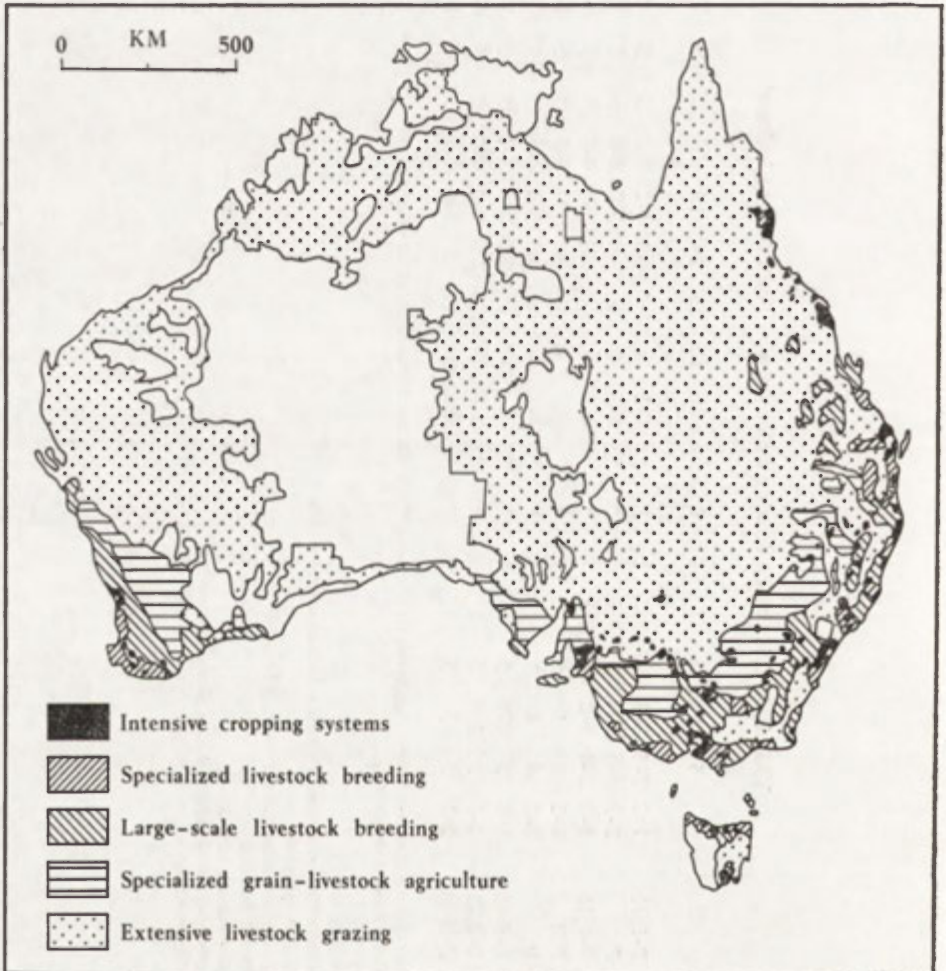 KM
0 500
Intensive cropping systems
Specialized livestock breeding
Large-scale livestock breeding
Specialized grain-livestock agriculture
Extensive livestock grazing